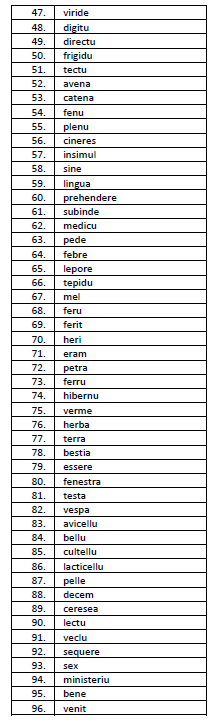 47. viride
48. digitu
49. directu
50. frigidu
51. tectu
52. avena
53. catena
54. fenu
55. plenu
56. cineres
57. insimul
58. sine
59. lingua
60. prehendere
61. subinde
62. medicu
63. pede
64. febre
65. lepore
66. tepidu
67. mel
68. feru
69. ferit
70. heri
71. eram
72. petra
73. ferru
74. hibernu
75. verme
76. herba
77. terra
78. bestia
79. essere
80. fenestra
81. testa
82. vespa
83. avicellu
84. bellu
85. cultellu
86. lacticellu
87. pelle
88. decem
89. ceresea
90. lectu
91. veclu
92. sequere
93. sex
94. ministeriu
95. bene
96. venit